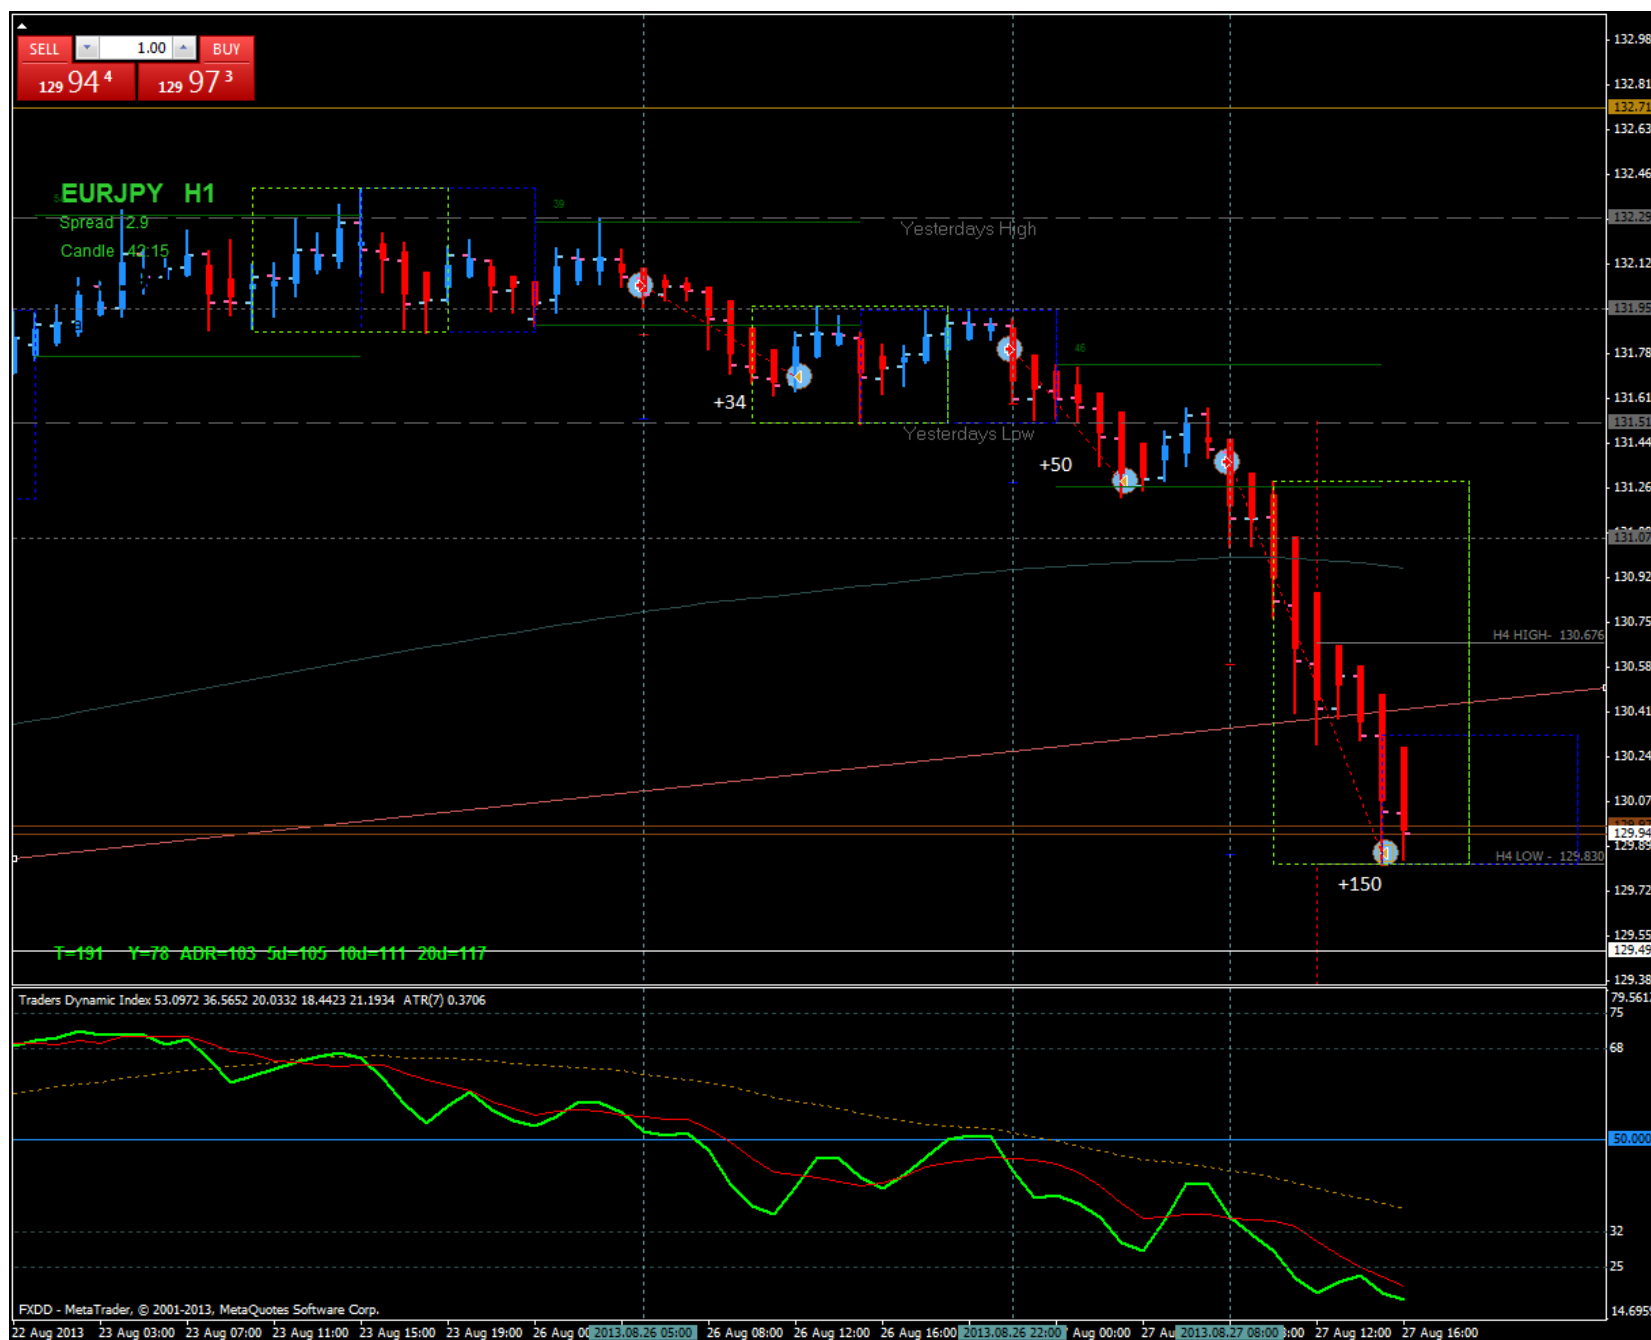 SELL 1.00 BUY
129 94 4 129 97 3
132.98
132.81
132.71
132.63
132.46
EURJPY H1
39
132.29
Spread 2.9
Yesterdays High
Candle 42:15
132.12
131.95
46
131.78
+34
131.61
131.51
Yesterdays Low
131.44
+50
131.26
131.07
130.92
130.75
H4 HIGH- 130.676
130.58
130.41
130.24
130.07
129.94
129.89
H4 LOW - 129.830
+150
129.72
129.55
T=191 Y=78 ADR=103 5d=105 10d=111 20d=117
129.49
129.38
Traders Dynamic Index 53.0972 36.5652 20.0332 18.4423 21.1934 ATR(7) 0.3706
79.561
75
68
50.000
32
25
14.695
FXDD - MetaTrader, © 2001-2013, MetaQuotes Software Corp.
22 Aug 2013 23 Aug 03:00 23 Aug 07:00 23 Aug 11:00 23 Aug 15:00 23 Aug 19:00 26 Aug 2013.08.26 05:00 26 Aug 08:00 26 Aug 12:00 26 Aug 16:00 2013.08.26 22:00 Aug 00:00 27 Au 2013.08.27 08:00 27 Aug 12:00 27 Aug 16:00